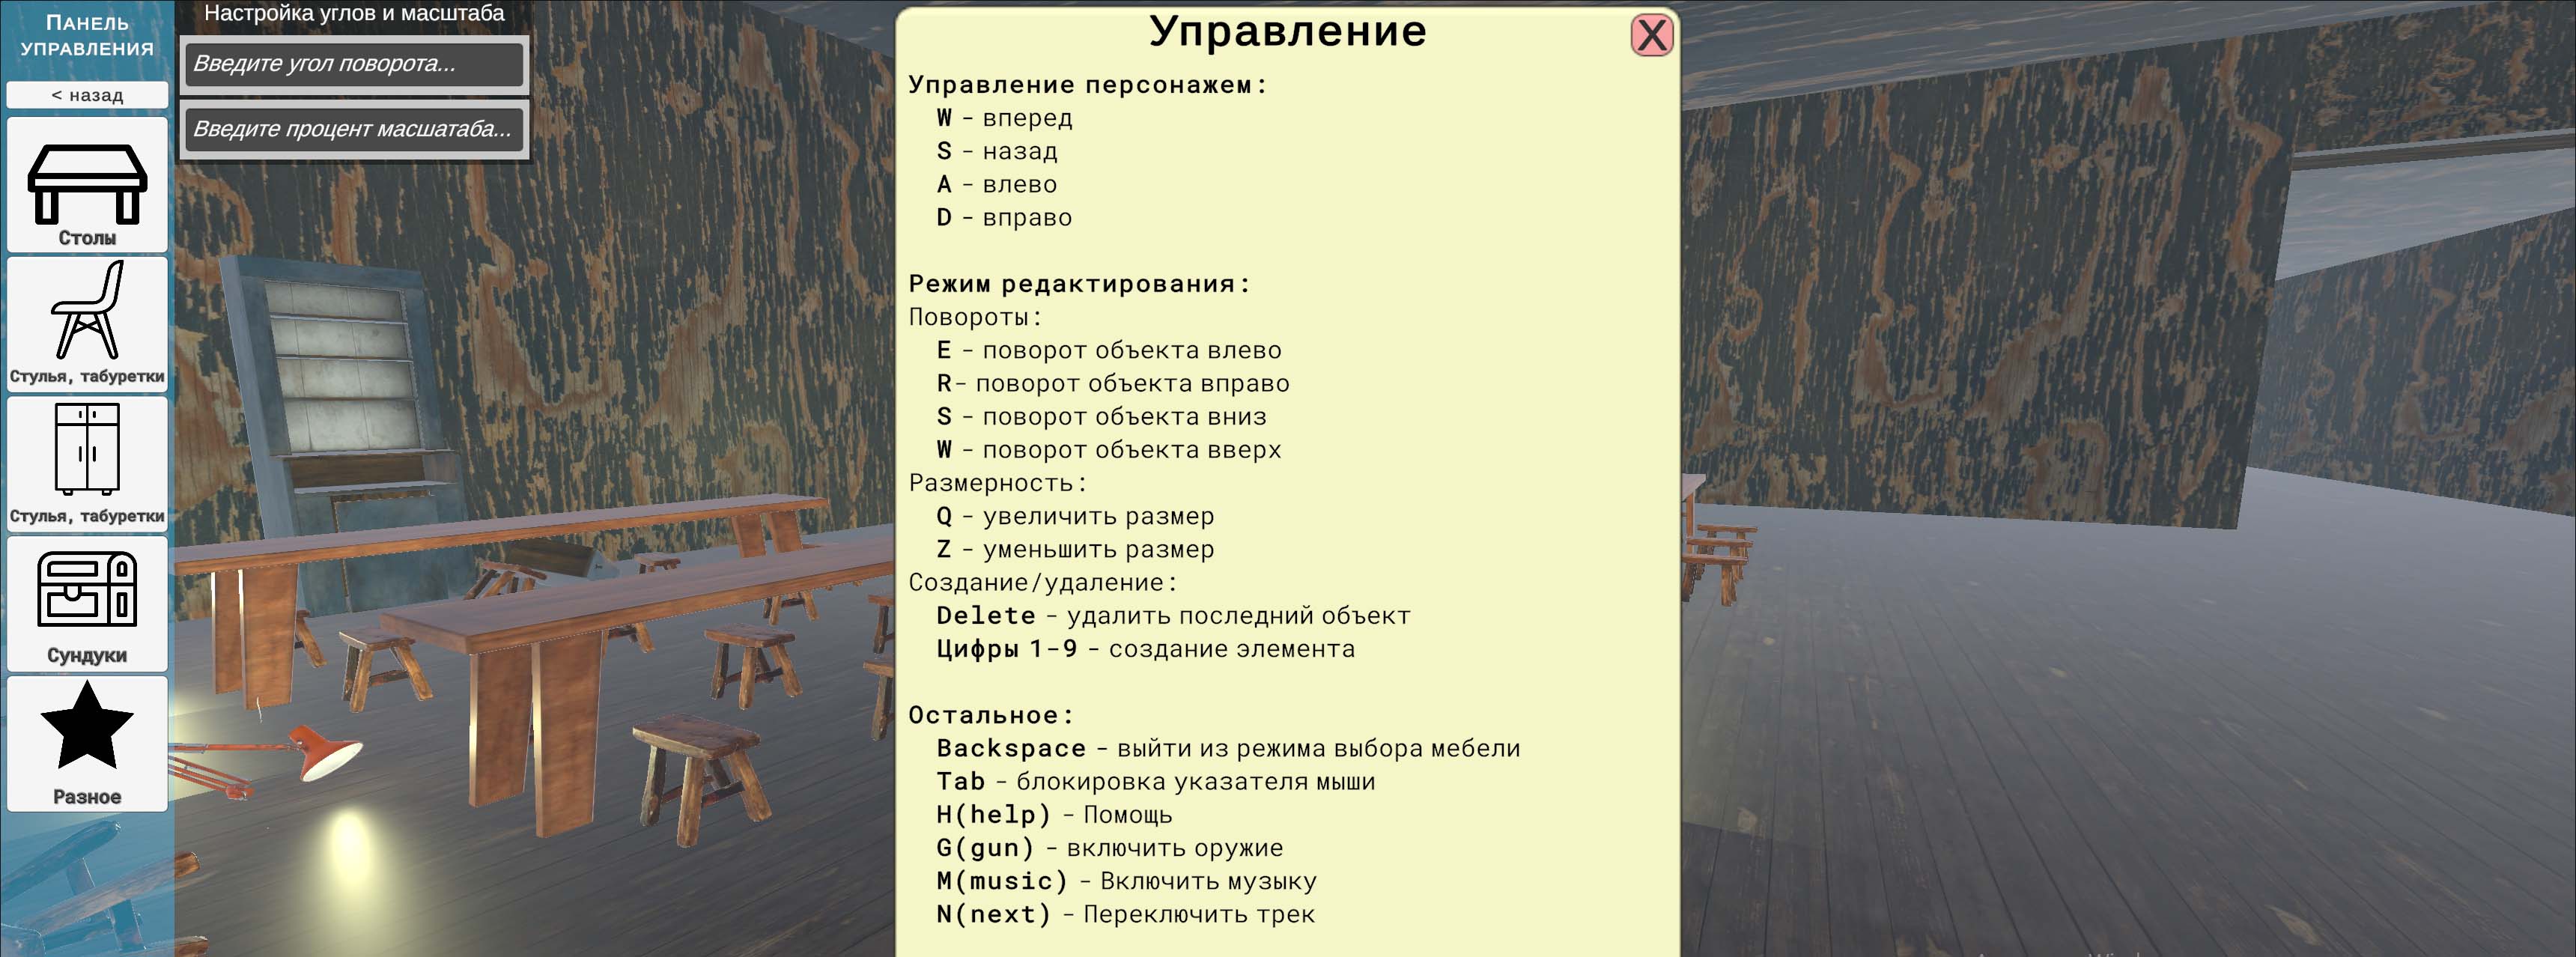 Панель
управления
< назад
Столы
Стулья, табуретки
Стулья, табуретки
Сундуки
Разное
Настройка углов и масштаба
Введите угол поворота...
Введите процент масшатаба...
Управление
X
Управление персонажем:
W - вперед
S - назад
A - влево
D - вправо
Режим редактирования:
Повороты:
E - поворот объекта влево
R- поворот объекта вправо
S - поворот объекта вниз
W - поворот объекта вверх
Размерность:
Q - увеличить размер
Z - уменьшить размер
Создание/удаление:
Delete - удалить последний объект
Цифры 1-9 - создание элемента
Остальное:
Backspace - выйти из режима выбора мебели
Tab - блокировка указателя мыши
H(help) - Помощь
G(gun) - включить оружие
M(music) - Включить музыку
N(next) - Переключить трек